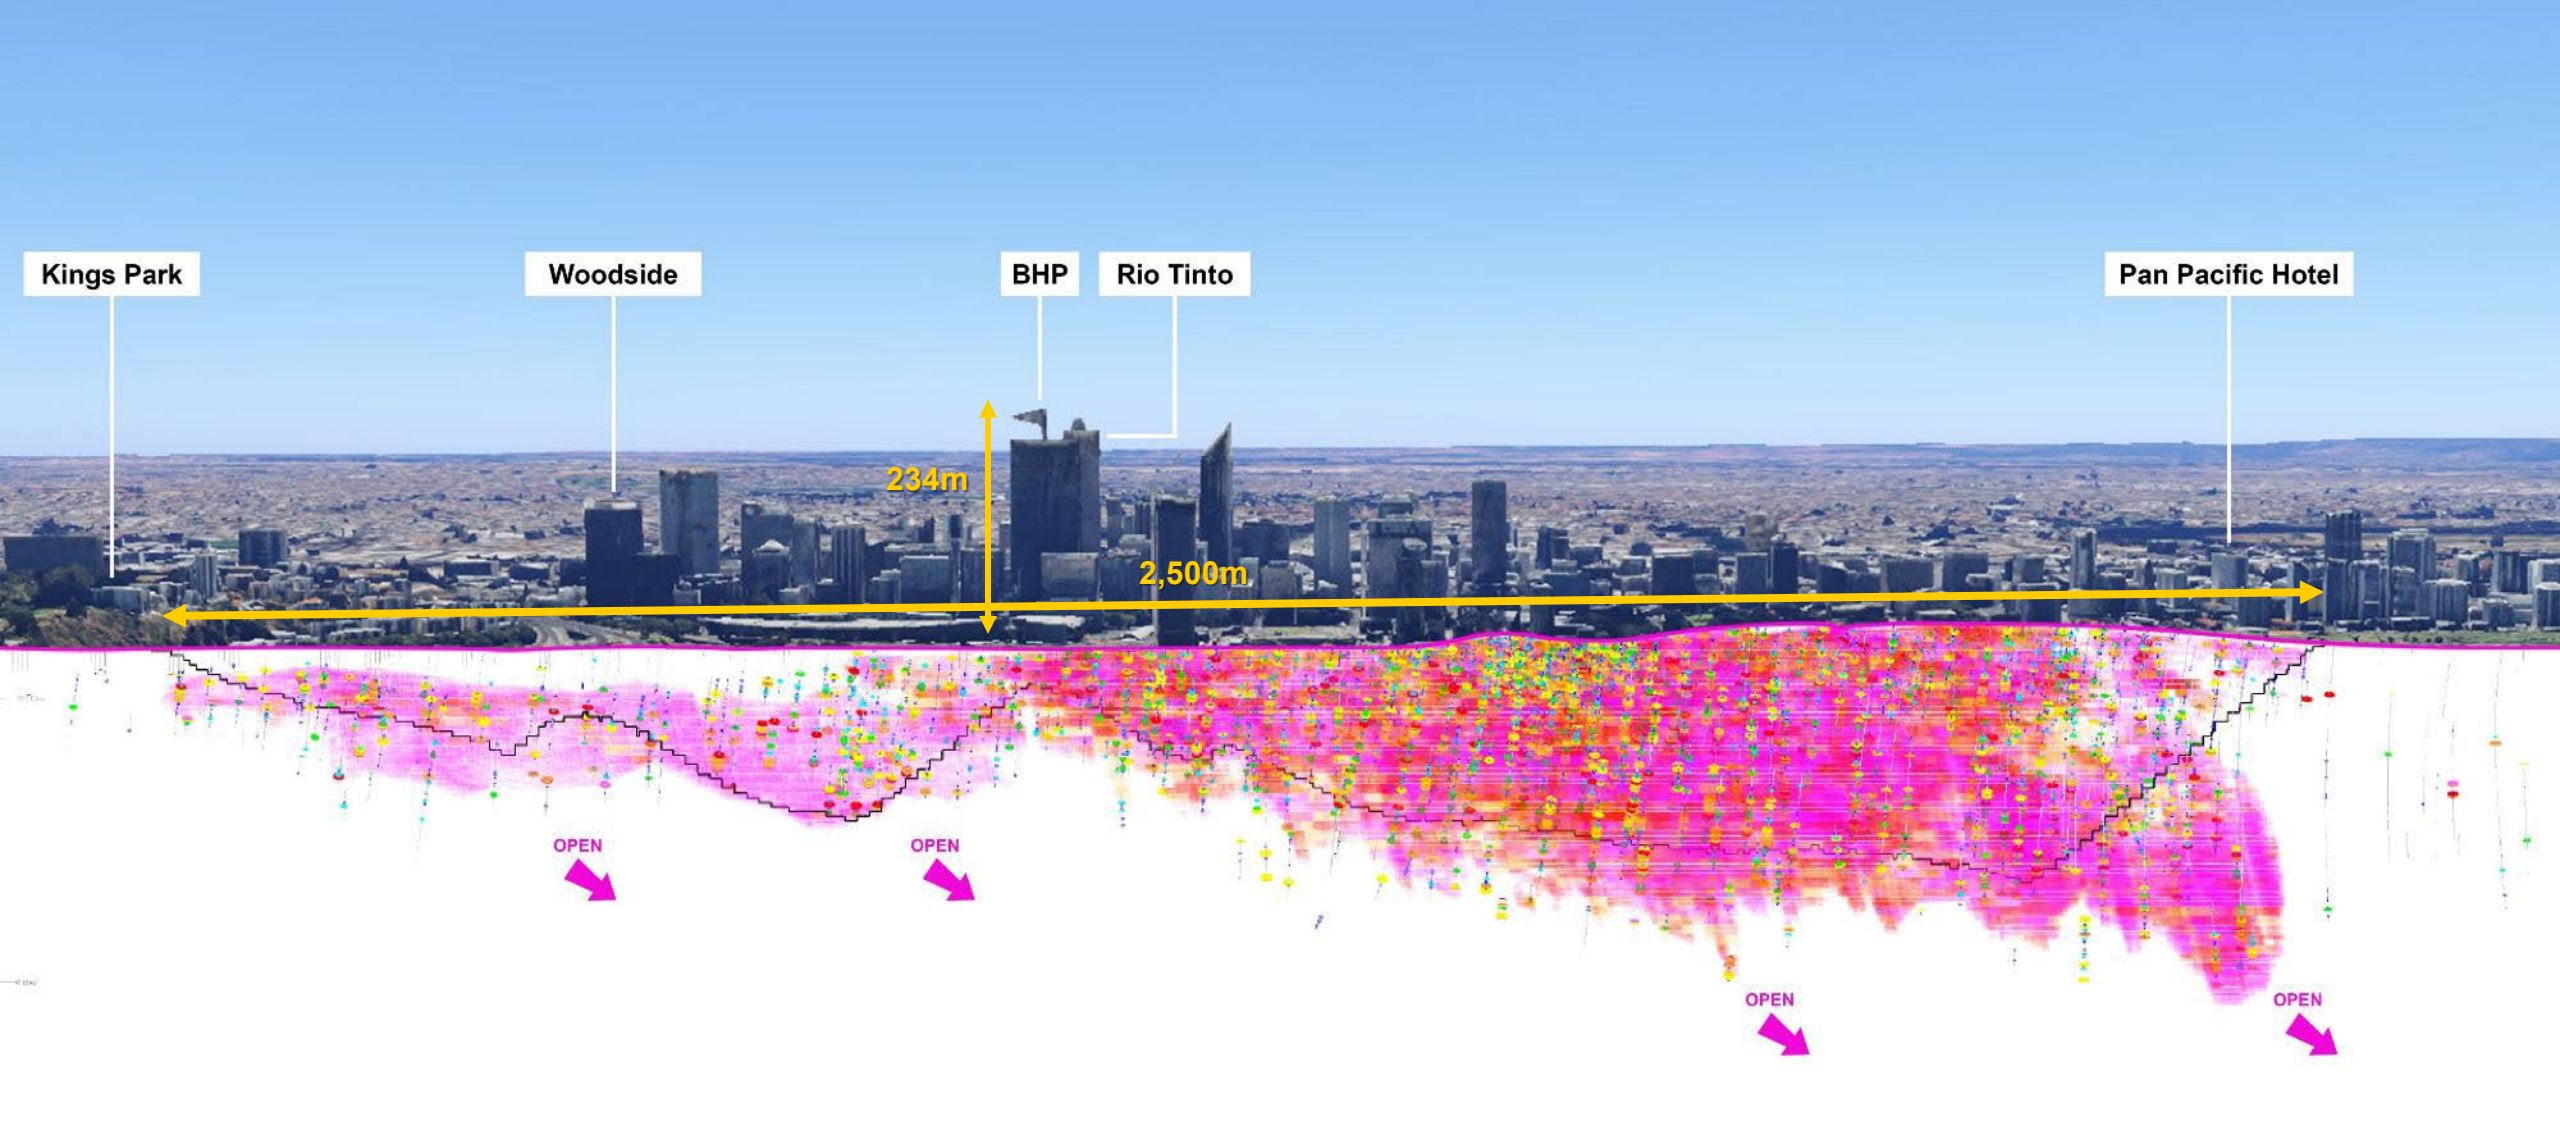 Kings Park
Woodside
BHP
Rio Tinto
Pan Pacific Hotel
234m
2,500m
OPEN
OPEN
OPEN
OPEN